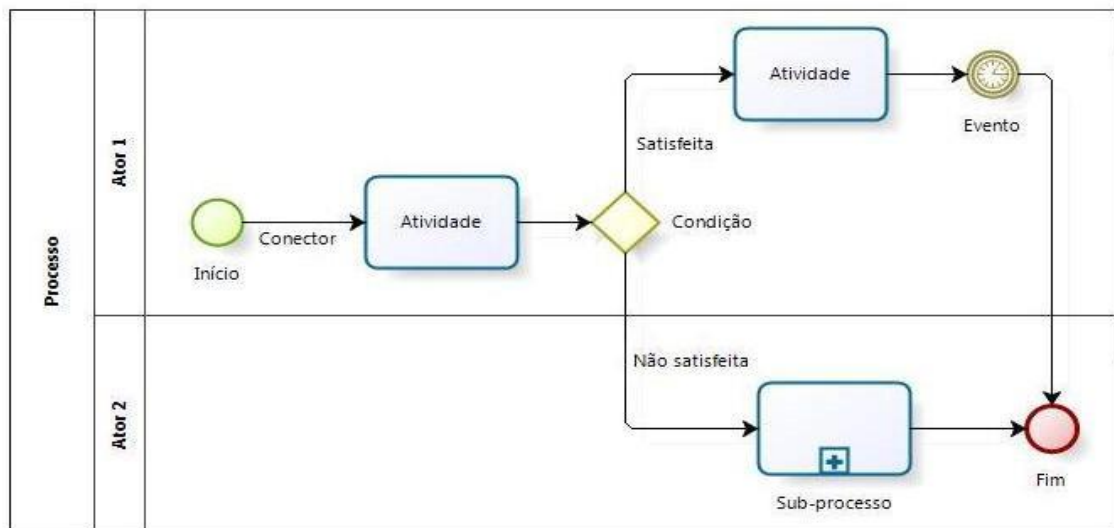 Processo
Ator 1
Início
Conector
Atividade
Condição
Satisfeita
Atividade
Evento
Ator 2
Não satisfeita
Sub-processo
Fim